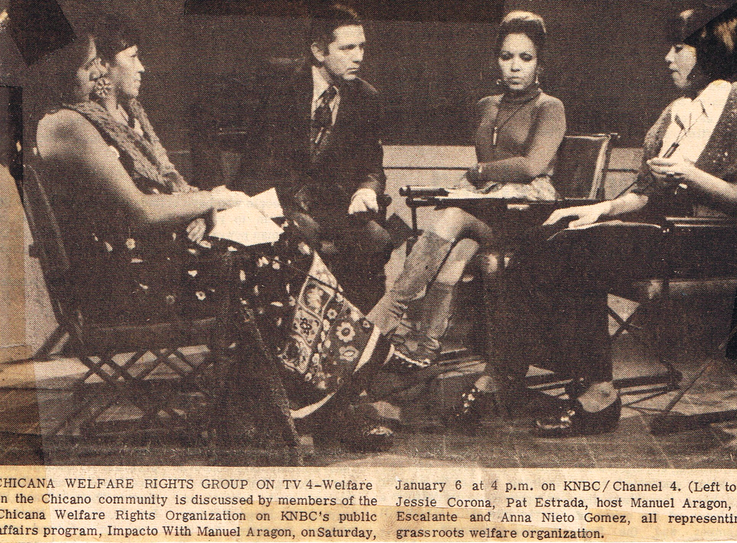 CHICANA WELFARE RIGHTS GROUP ON TV 4-Welfare
in the Chicano community is discussed by members of the
Chicana Welfare Rights Organization on KNBC's public
affairs program, Impacto With Manuel Aragon, on Saturday,
January 6 at 4 p.m. on KNBC/Channel 4. (Left to
Jessie Corona, Pat Estrada, host Manuel Aragon,
Escalante and Anna Nieto Gomez, all representin
grassroots welfare organization.